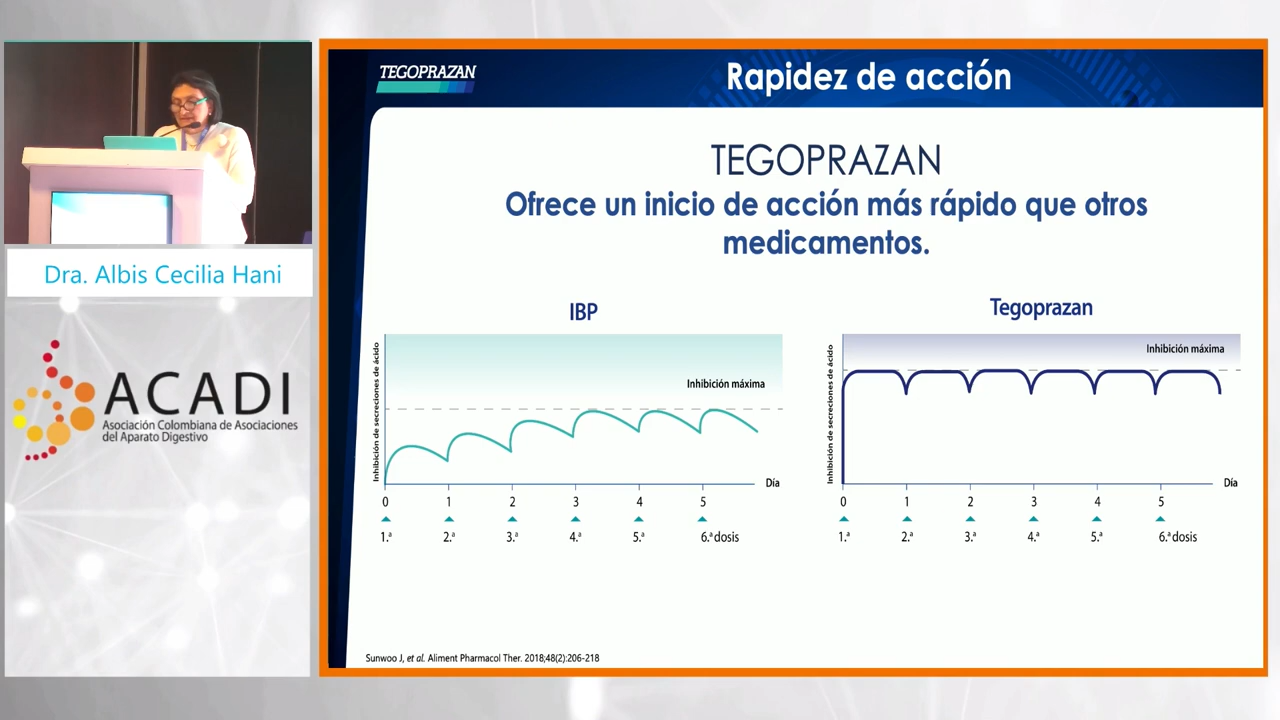 TEGOPRAZAN
Rapidez de acción
TEGOPRAZAN
Ofrece un inicio de acción más rápido que otros
medicamentos.
Dra. Albis Cecilia Hani
ACADI
Asociación Colombiana de Asociaciones
del Aparato Digestivo
IBP
Inhibición de secreciones de ácido
Inhibición máxima
Día
0 1 2 3 4 5
1.ª 2.ª 3.ª 4.ª 5.ª 6.ª dosis
Tegoprazan
Inhibición de secreciones de ácido
Inhibición máxima
Día
0 1 2 3 4 5
1.ª 2.ª 3.ª 4.ª 5.ª 6.ª dosis
Sunwoo J, et al. Aliment Pharmacol Ther. 2018;48(2):206-218